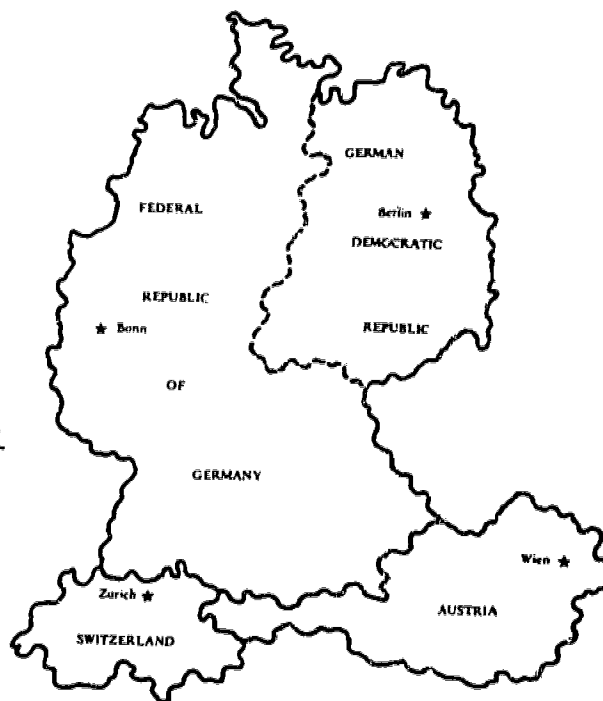 GERMAN
FEDERAL
Berlin
DEMOCRATIC
REPUBLIC
Bonn
REPUBLIC
OF
GERMANY
Wien
Zurich
AUSTRIA
SWITZERLAND